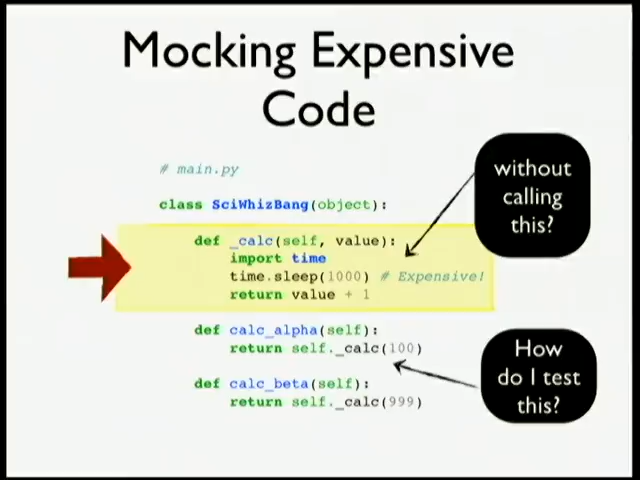 Mocking Expensive
Code
# main.py
class SciWhizBang(object):
def _calc(self, value):
import time
time.sleep(1000) # Expensive!
return value + 1
def calc_alpha(self):
return self._calc(100)
def calc_beta(self):
return self._calc(999)
without
calling
this?
How
do I test
this?